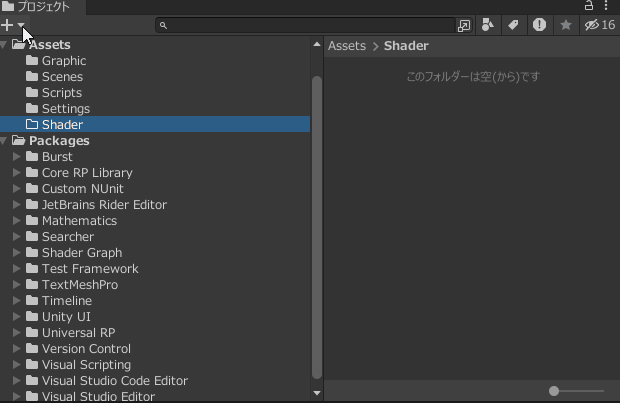 プロジェクト
16
Assets
Graphic
Scenes
Scripts
Settings
Shader
Packages
Burst
Core RP Library
Custom NUnit
JetBrains Rider Editor
Mathematics
Searcher
Shader Graph
Test Framework
TextMeshPro
Timeline
Unity UI
Universal RP
Version Control
Visual Scripting
Visual Studio Code Editor
Visual Studio Editor
Assets > Shader
このフォルダーは空(から)です